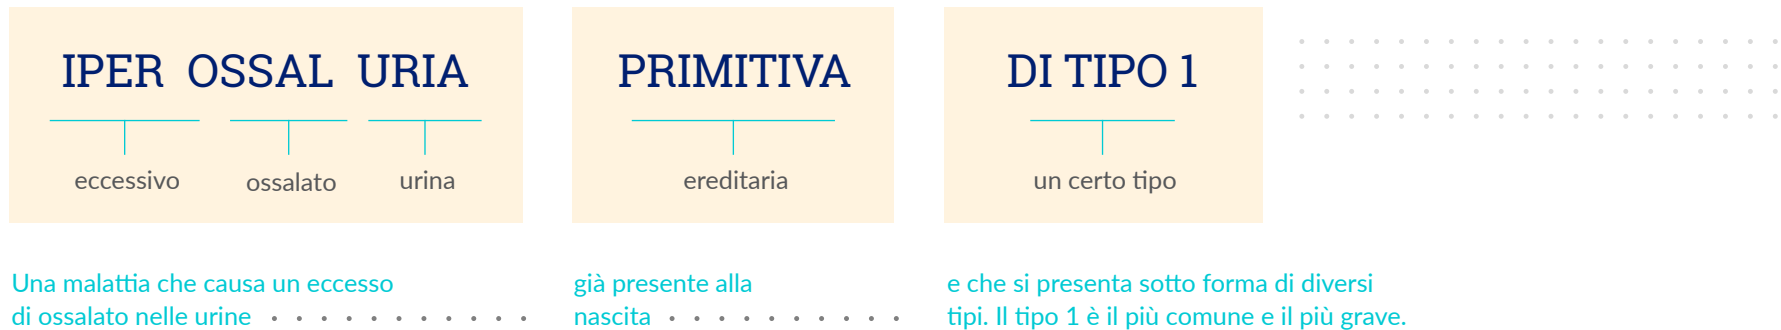 IPER OSSAL URIA
eccessivo
ossalato
urina
PRIMITIVA
ereditaria
DI TIPO 1
un certo tipo
Una malattia che causa un eccesso
di ossalato nelle urine
già presente alla
nascita
e che si presenta sotto forma di diversi
tipi. Il tipo 1 è il più comune e il più grave.